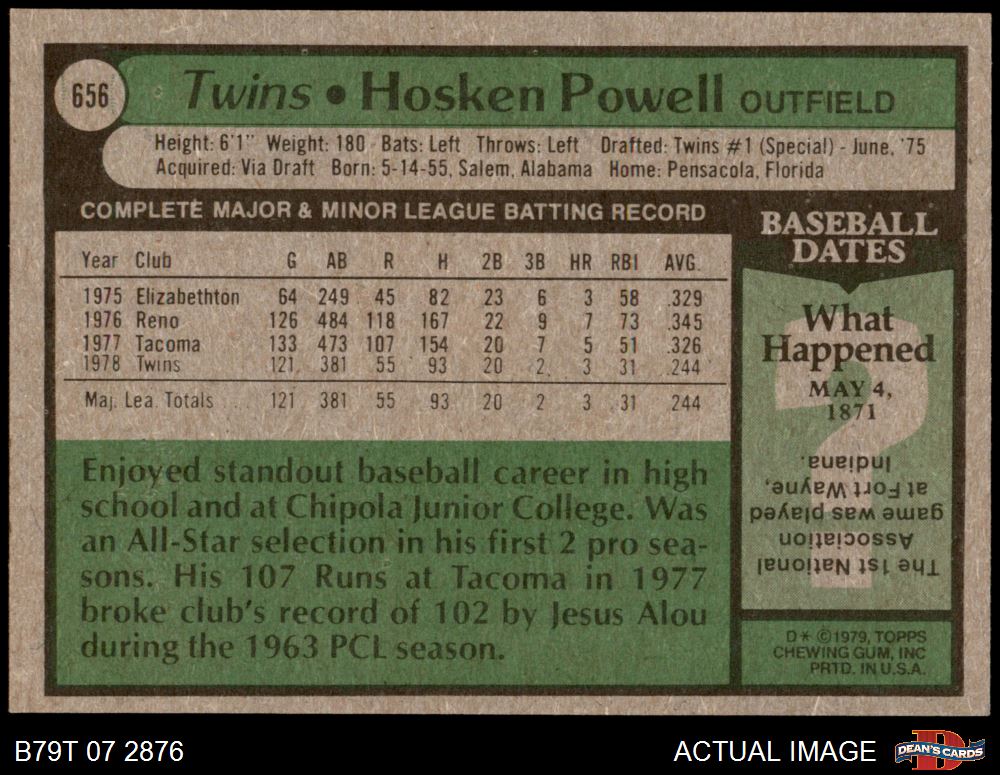 656
Twins • Hosken Powell OUTFIELD
Height: 6'1" Weight: 180 Bats: Left Throws: Left Drafted: Twins #1 (Special) - June, '75
Acquired: Via Draft Born: 5-14-55, Salem, Alabama Home: Pensacola, Florida
COMPLETE MAJOR & MINOR LEAGUE BATTING RECORD
Year Club G AB R H 2B 3B HR RBI AVG.
1975 Elizabethton 64 249 45 82 23 6 3 58 .329
1976 Reno 126 484 118 167 22 9 7 73 .345
1977 Tacoma 133 473 107 154 20 7 5 51 .326
1978 Twins 121 381 55 93 20 2 3 31 .244
Maj. Lea. Totals 121 381 55 93 20 2 3 31 .244
Enjoyed standout baseball career in high
school and at Chipola Junior College. Was
an All-Star selection in his first 2 pro sea-
sons. His 107 Runs at Tacoma in 1977
broke club's record of 102 by Jesus Alou
during the 1963 PCL season.
BASEBALL
DATES
What
Happened
MAY 4,
1871
?
The 1st National
Association
game was played
at Fort Wayne,
Indiana.
D* ©1979, TOPPS
CHEWING GUM, INC
PRTD. IN U.S.A.
B79T 07 2876
ACTUAL IMAGE
DEAN'S CARDS